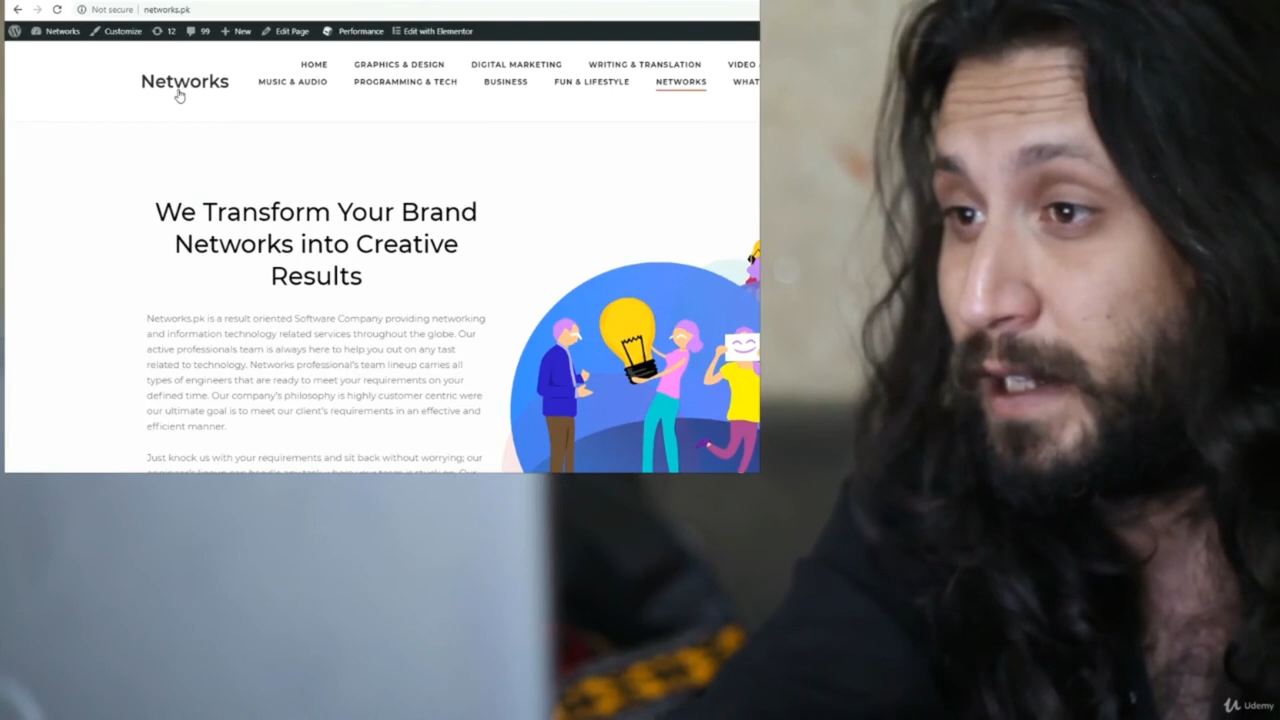 Not secure networks.pk
Networks Customize 12 99 New Edit Page Performance Edit with Elementor
HOME GRAPHICS & DESIGN DIGITAL MARKETING WRITING & TRANSLATION VIDEO
Networks
MUSIC & AUDIO PROGRAMMING & TECH BUSINESS FUN & LIFESTYLE NETWORKS WHAT
We Transform Your Brand
Networks into Creative
Results
Networks.pk is a result oriented Software Company providing networking
and information technology related services throughout the globe. Our
active professionals team is always here to help you out on any tast
related to technology. Networks professional's team lineup carries all
types of engineers that are ready to meet your requirements on your
defined time. Our company's philosophy is highly customer centric were
our ultimate goal is to meet our client's requirements in an effective and
efficient manner.
Just knock us with your requirements and sit back without worrying; our
Udemy